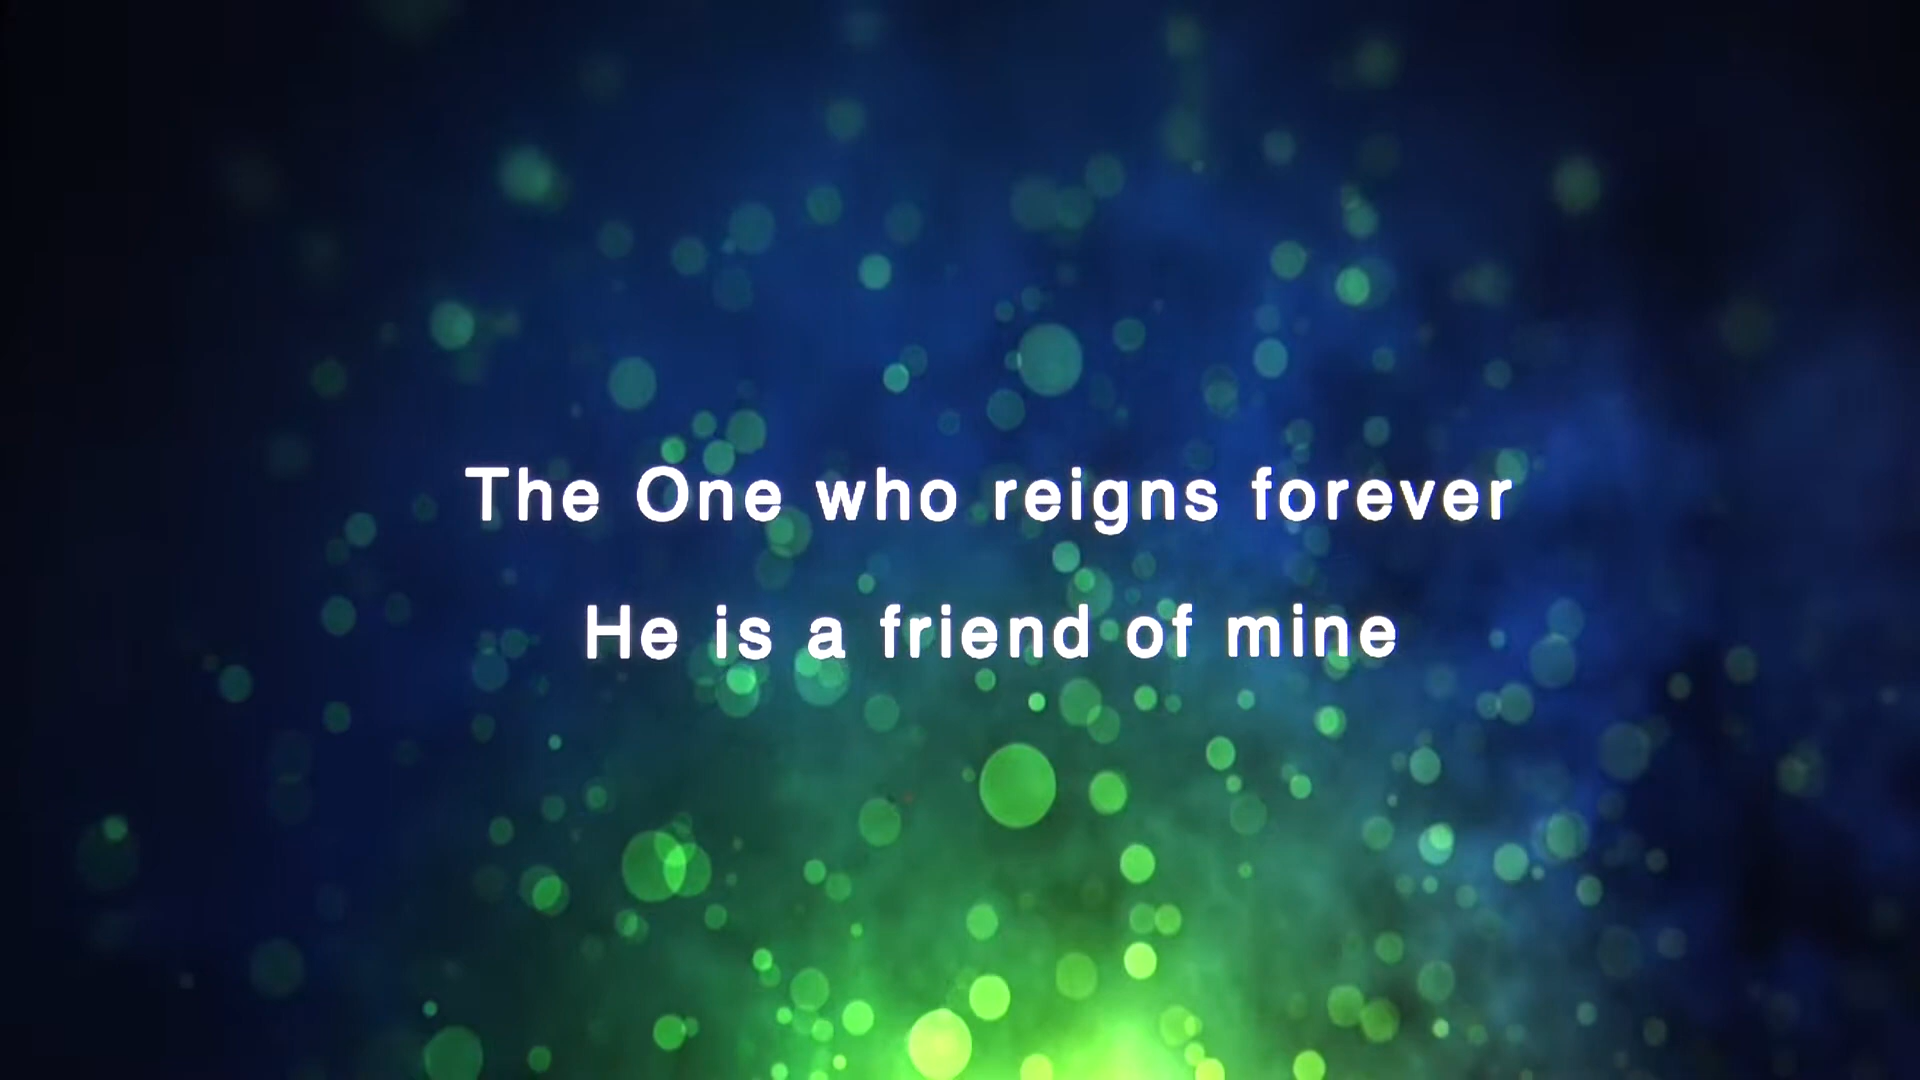 The One who reigns forever
He is a friend of mine